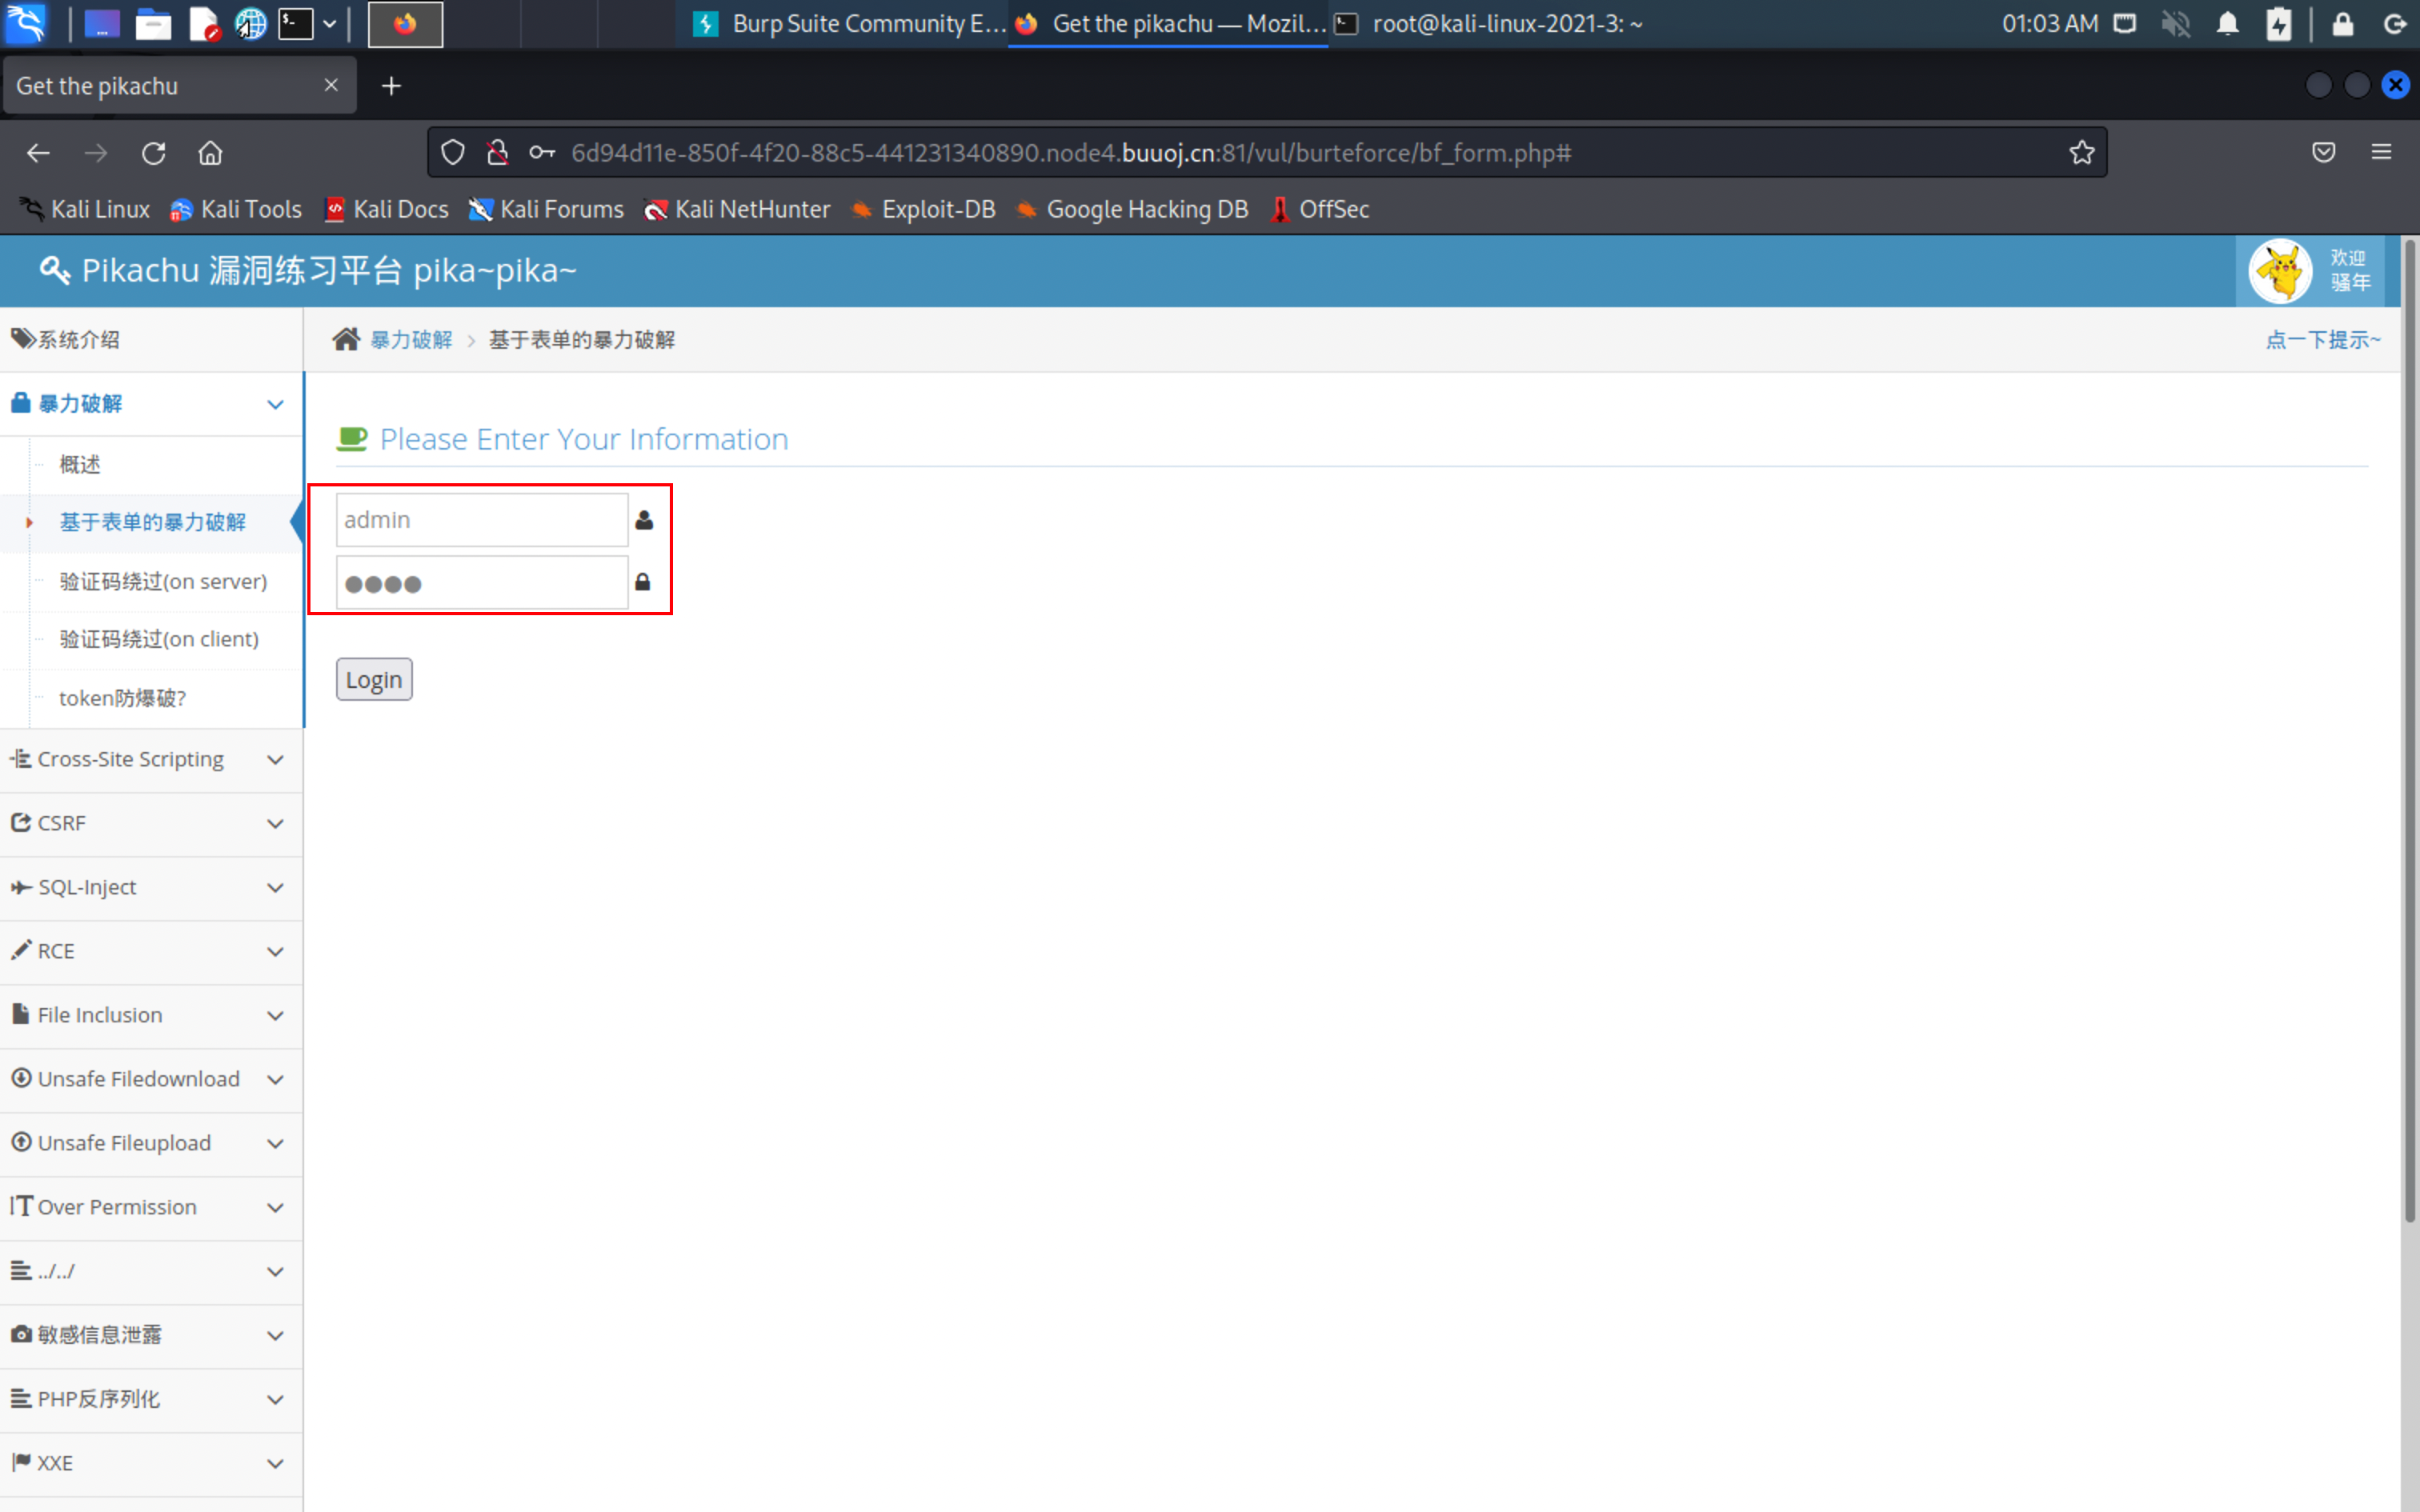 Burp Suite Community E...
Get the pikachu — Mozil...
root@kali-linux-2021-3: ~
01:03 AM
Get the pikachu
6d94d11e-850f-4f20-88c5-441231340890.node4.buuoj.cn:81/vul/burteforce/bf_form.php#
Kali Linux
Kali Tools
Kali Docs
Kali Forums
Kali NetHunter
Exploit-DB
Google Hacking DB
OffSec
Pikachu 漏洞练习平台 pika~pika~
欢迎
骚年
系统介绍
暴力破解
概述
基于表单的暴力破解
验证码绕过(on server)
验证码绕过(on client)
token防爆破?
Cross-Site Scripting
CSRF
SQL-Inject
RCE
File Inclusion
Unsafe Filedownload
Unsafe Fileupload
Over Permission
../../
敏感信息泄露
PHP反序列化
XXE
暴力破解 > 基于表单的暴力破解
点一下提示~
Please Enter Your Information
admin
●●●●
Login